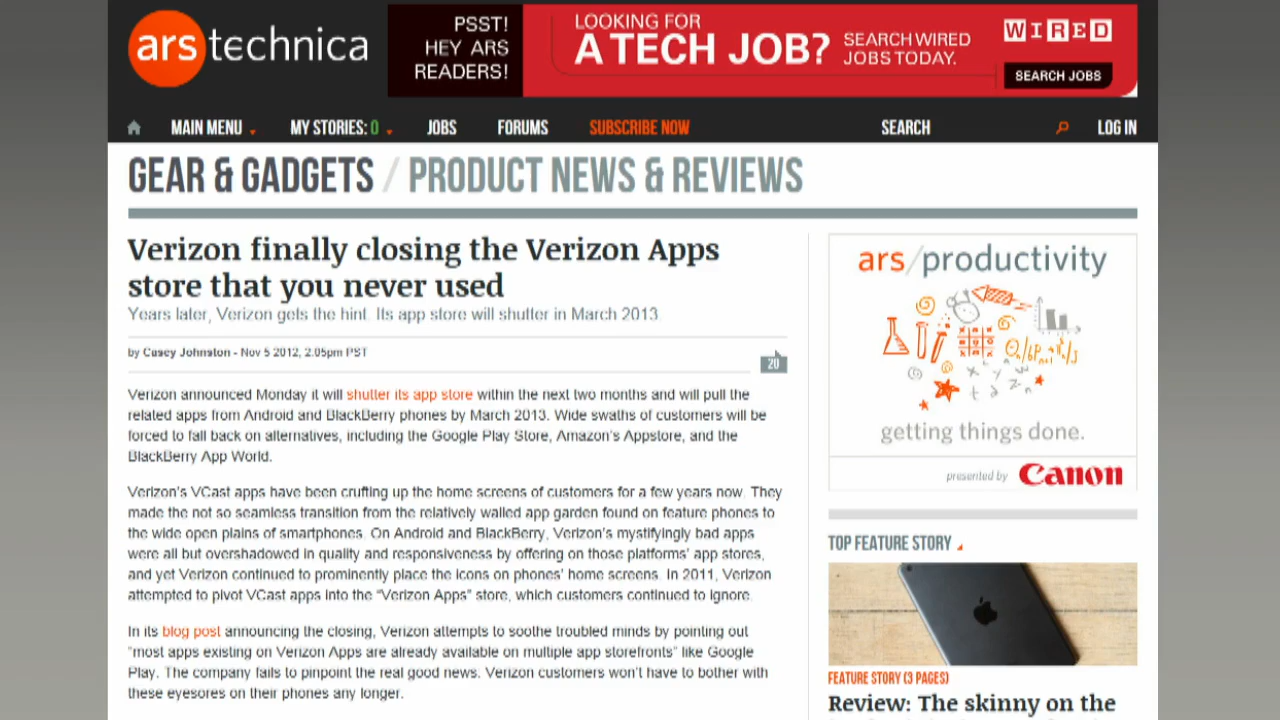 ars technica
PSST!
HEY ARS
READERS!
LOOKING FOR
A TECH JOB?
SEARCH WIRED
JOBS TODAY.
WIRED
SEARCH JOBS
MAIN MENU MY STORIES: 0 JOBS FORUMS SUBSCRIBE NOW SEARCH LOG IN
GEAR & GADGETS / PRODUCT NEWS & REVIEWS
Verizon finally closing the Verizon Apps
store that you never used
Years later, Verizon gets the hint. Its app store will shutter in March 2013.
by Casey Johnston - Nov 5 2012, 2:05pm PST
20
Verizon announced Monday it will shutter its app store within the next two months and will pull the
related apps from Android and BlackBerry phones by March 2013. Wide swaths of customers will be
forced to fall back on alternatives, including the Google Play Store, Amazon's Appstore, and the
BlackBerry App World.
Verizon's VCast apps have been crufting up the home screens of customers for a few years now. They
made the not so seamless transition from the relatively walled app garden found on feature phones to
the wide open plains of smartphones. On Android and BlackBerry, Verizon's mystifyingly bad apps
were all but overshadowed in quality and responsiveness by offering on those platforms' app stores,
and yet Verizon continued to prominently place the icons on phones' home screens. In 2011, Verizon
attempted to pivot VCast apps into the "Verizon Apps" store, which customers continued to ignore.
In its blog post announcing the closing, Verizon attempts to soothe troubled minds by pointing out
"most apps existing on Verizon Apps are already available on multiple app storefronts" like Google
Play. The company fails to pinpoint the real good news: Verizon customers won't have to bother with
these eyesores on their phones any longer.
ars/productivity
getting things done.
presented by Canon
TOP FEATURE STORY
FEATURE STORY (3 PAGES)
Review: The skinny on the